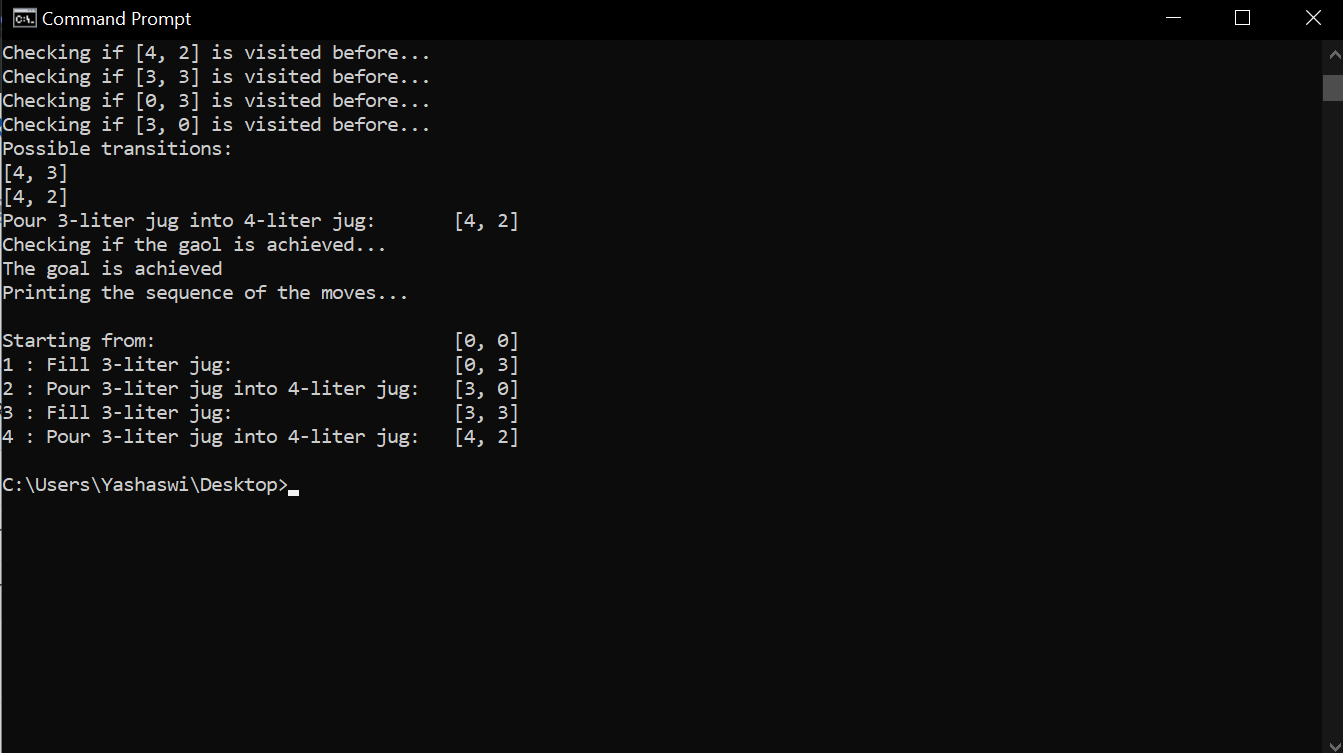 Command Prompt
Checking if [4, 2] is visited before...
Checking if [3, 3] is visited before...
Checking if [0, 3] is visited before...
Checking if [3, 0] is visited before...
Possible transitions:
[4, 3]
[4, 2]
Pour 3-liter jug into 4-liter jug: [4, 2]
Checking if the gaol is achieved...
The goal is achieved
Printing the sequence of the moves...
Starting from: [0, 0]
1 : Fill 3-liter jug: [0, 3]
2 : Pour 3-liter jug into 4-liter jug: [3, 0]
3 : Fill 3-liter jug: [3, 3]
4 : Pour 3-liter jug into 4-liter jug: [4, 2]
C:\Users\Yashaswi\Desktop>